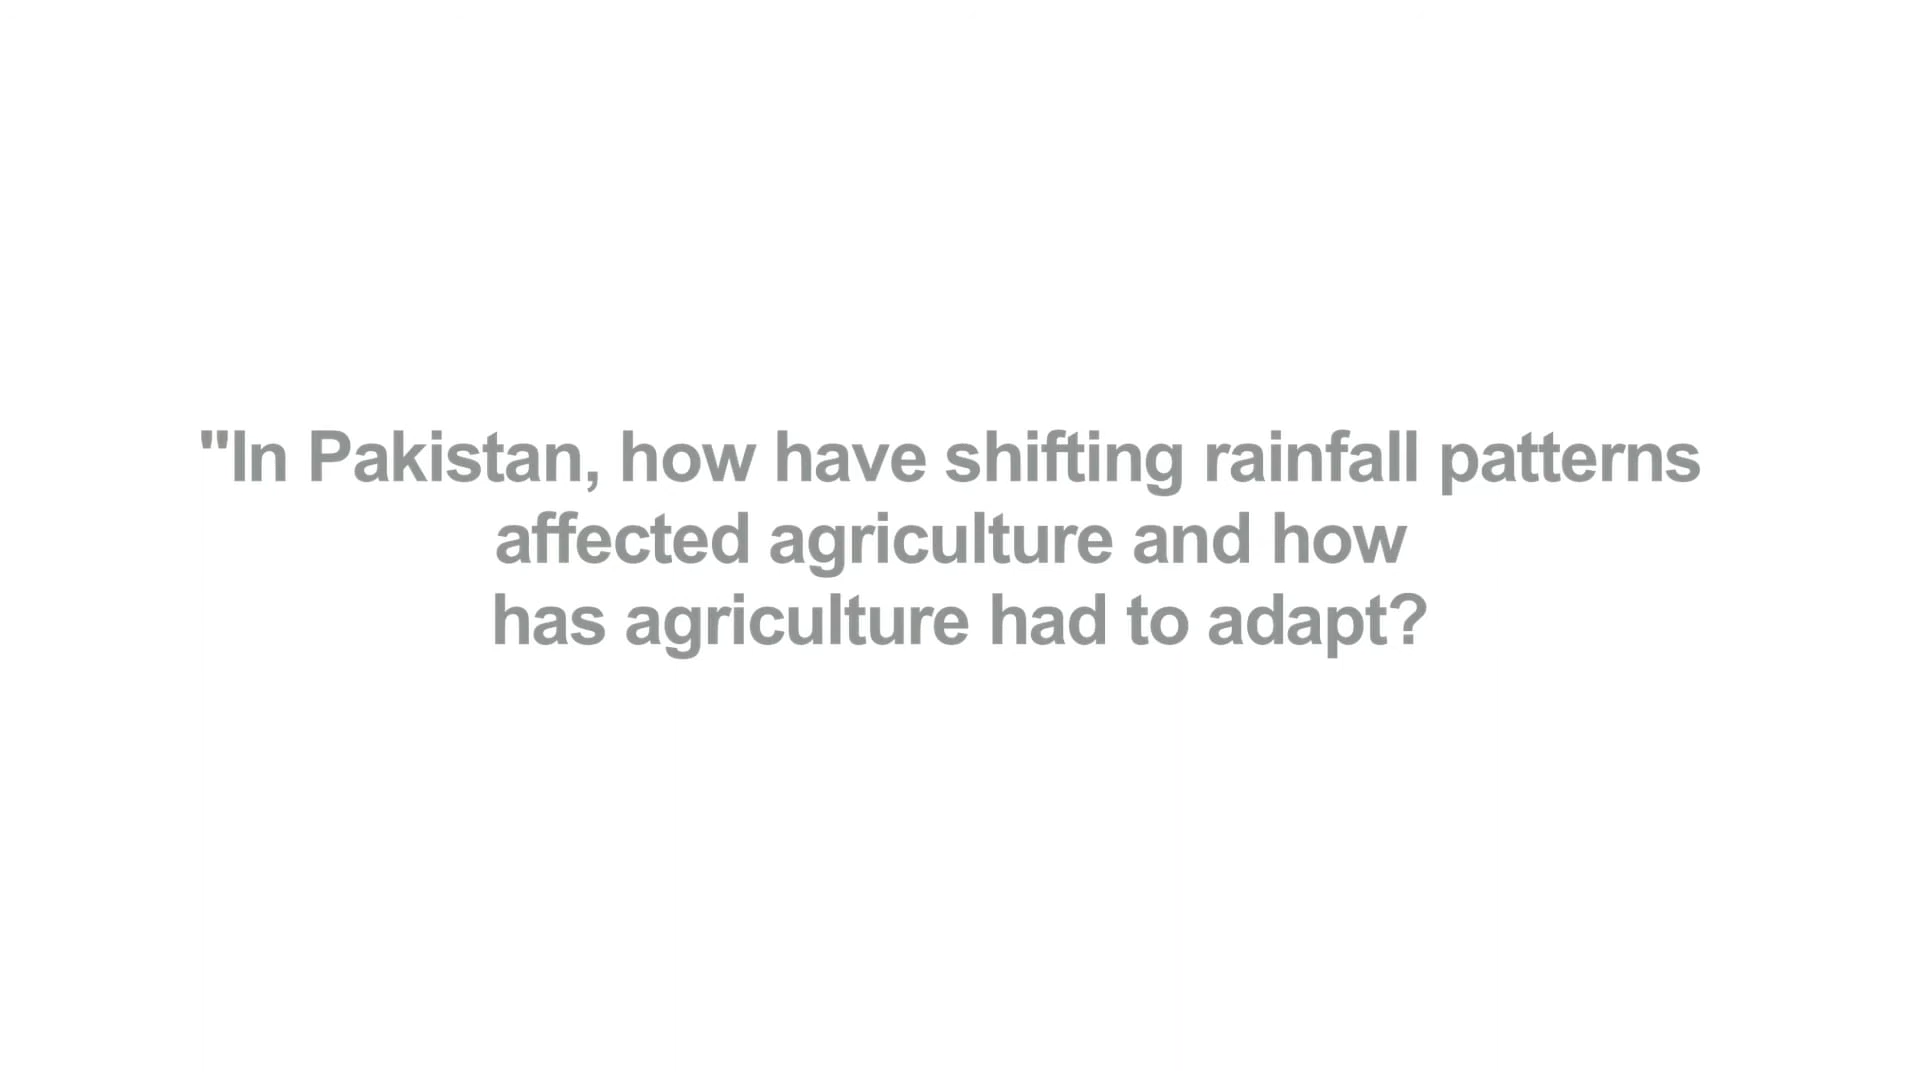 "In Pakistan, how have shifting rainfall patterns
affected agriculture and how
has agriculture had to adapt?